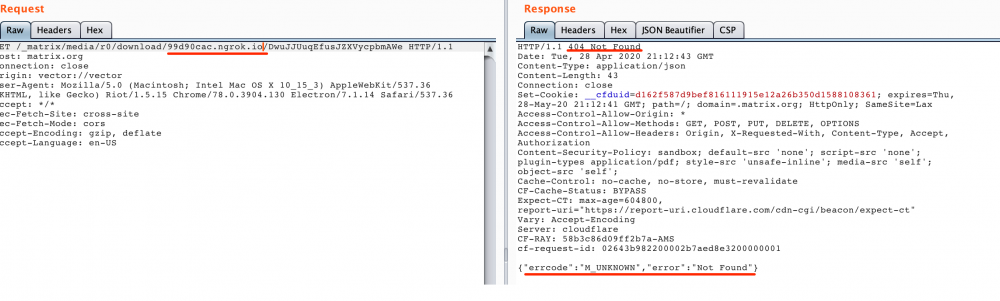 Request
Raw
Headers
Hex
ET /_matrix/media/r0/download/99d90cac.ngrok.io/DwuJJUuqEfusJZXVycpbmAWe HTTP/1.1
ost: matrix.org
onnection: close
rigin: vector://vector
ser-Agent: Mozilla/5.0 (Macintosh; Intel Mac OS X 10_15_3) AppleWebKit/537.36
KHTML, like Gecko) Riot/1.5.15 Chrome/78.0.3904.130 Electron/7.1.14 Safari/537.36
ccept: */*
ec-Fetch-Site: cross-site
ec-Fetch-Mode: cors
ccept-Encoding: gzip, deflate
ccept-Language: en-US
Response
Raw
Headers
Hex
JSON Beautifier
CSP
HTTP/1.1 404 Not Found
Date: Tue, 28 Apr 2020 21:12:43 GMT
Content-Type: application/json
Content-Length: 43
Connection: close
Set-Cookie: __cfduid=d162f587d9bef816111915e12a26b350d1588108361; expires=Thu,
28-May-20 21:12:41 GMT; path=/; domain=.matrix.org; HttpOnly; SameSite=Lax
Access-Control-Allow-Origin: *
Access-Control-Allow-Methods: GET, POST, PUT, DELETE, OPTIONS
Access-Control-Allow-Headers: Origin, X-Requested-With, Content-Type, Accept,
Authorization
Content-Security-Policy: sandbox; default-src 'none'; script-src 'none';
plugin-types application/pdf; style-src 'unsafe-inline'; media-src 'self';
object-src 'self';
Cache-Control: no-cache, no-store, must-revalidate
CF-Cache-Status: BYPASS
Expect-CT: max-age=604800,
report-uri="https://report-uri.cloudflare.com/cdn-cgi/beacon/expect-ct"
Vary: Accept-Encoding
Server: cloudflare
CF-RAY: 58b3c86d09ff2b7a-AMS
cf-request-id: 02643b982200002b7aed8e3200000001
{"errcode":"M_UNKNOWN","error":"Not Found"}